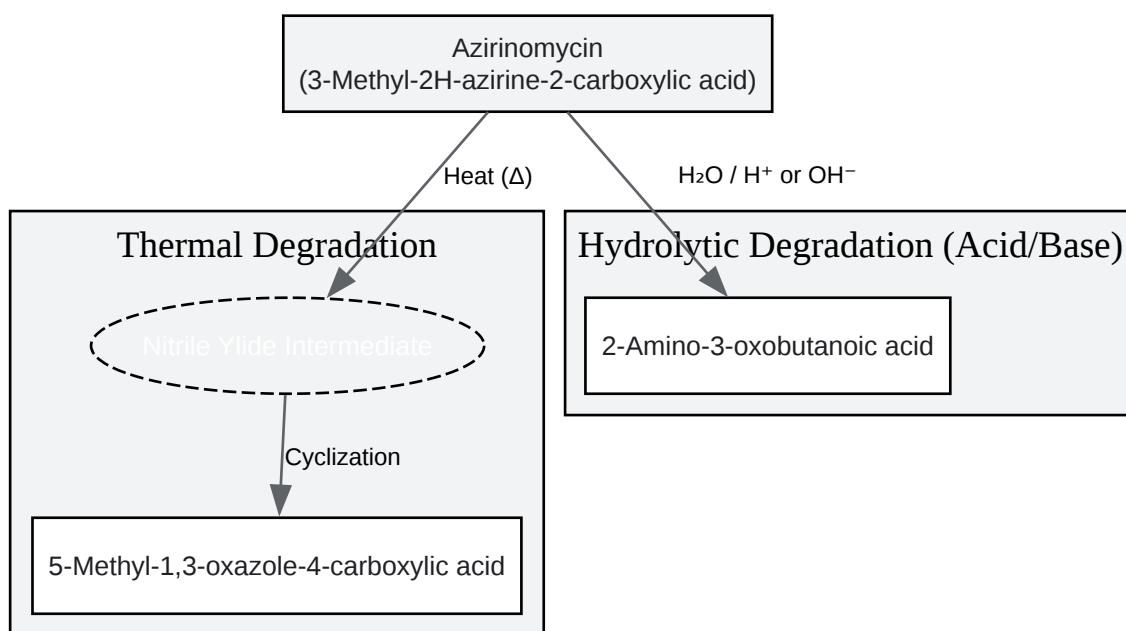 Azirinomycin
(3-Methyl-2H-azirine-2-carboxylic acid)
Heat (Δ)
H₂O / H⁺ or OH⁻
Thermal Degradation
Hydrolytic Degradation (Acid/Base)
Nitrile Ylide Intermediate
2-Amino-3-oxobutanoic acid
Cyclization
5-Methyl-1,3-oxazole-4-carboxylic acid